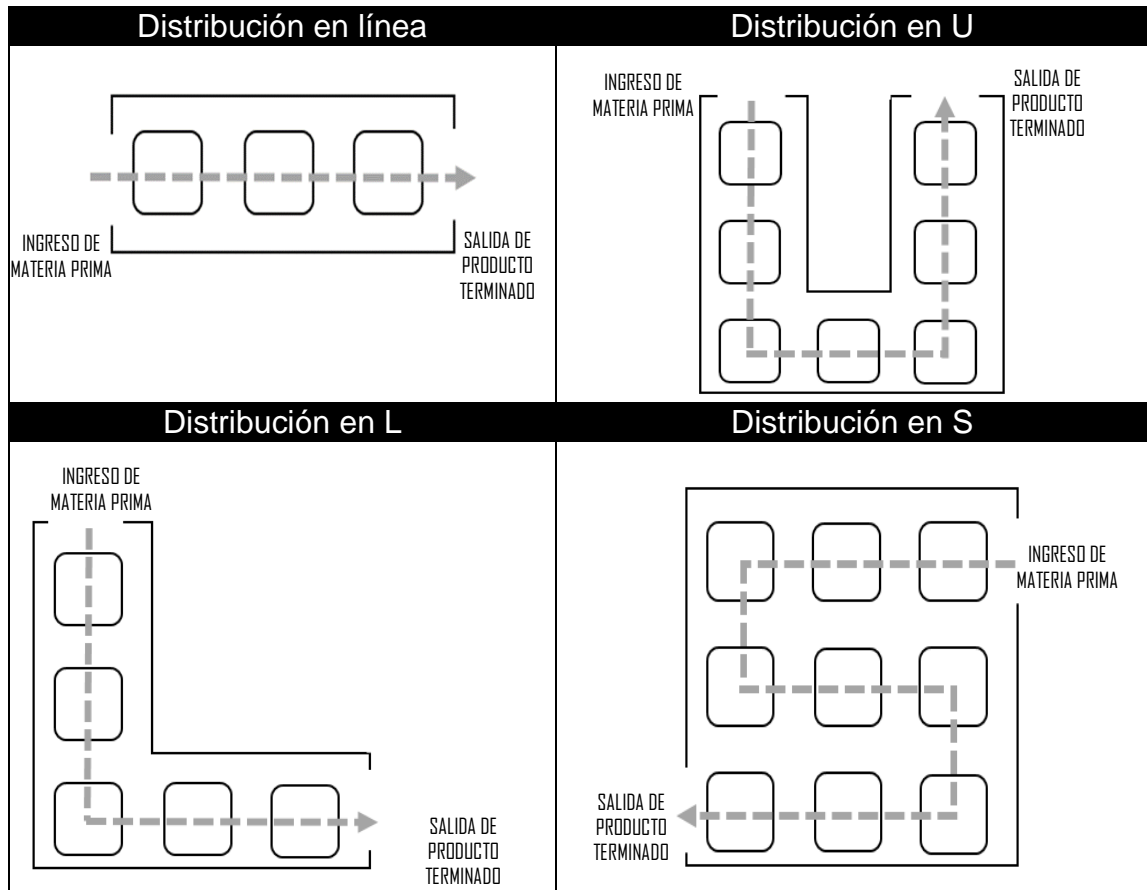 Distribución en línea
INGRESO DE
MATERIA PRIMA
SALIDA DE
PRODUCTO
TERMINADO
Distribución en U
INGRESO DE
MATERIA PRIMA
SALIDA DE
PRODUCTO
TERMINADO
Distribución en L
INGRESO DE
MATERIA PRIMA
SALIDA DE
PRODUCTO
TERMINADO
Distribución en S
INGRESO DE
MATERIA PRIMA
SALIDA DE
PRODUCTO
TERMINADO